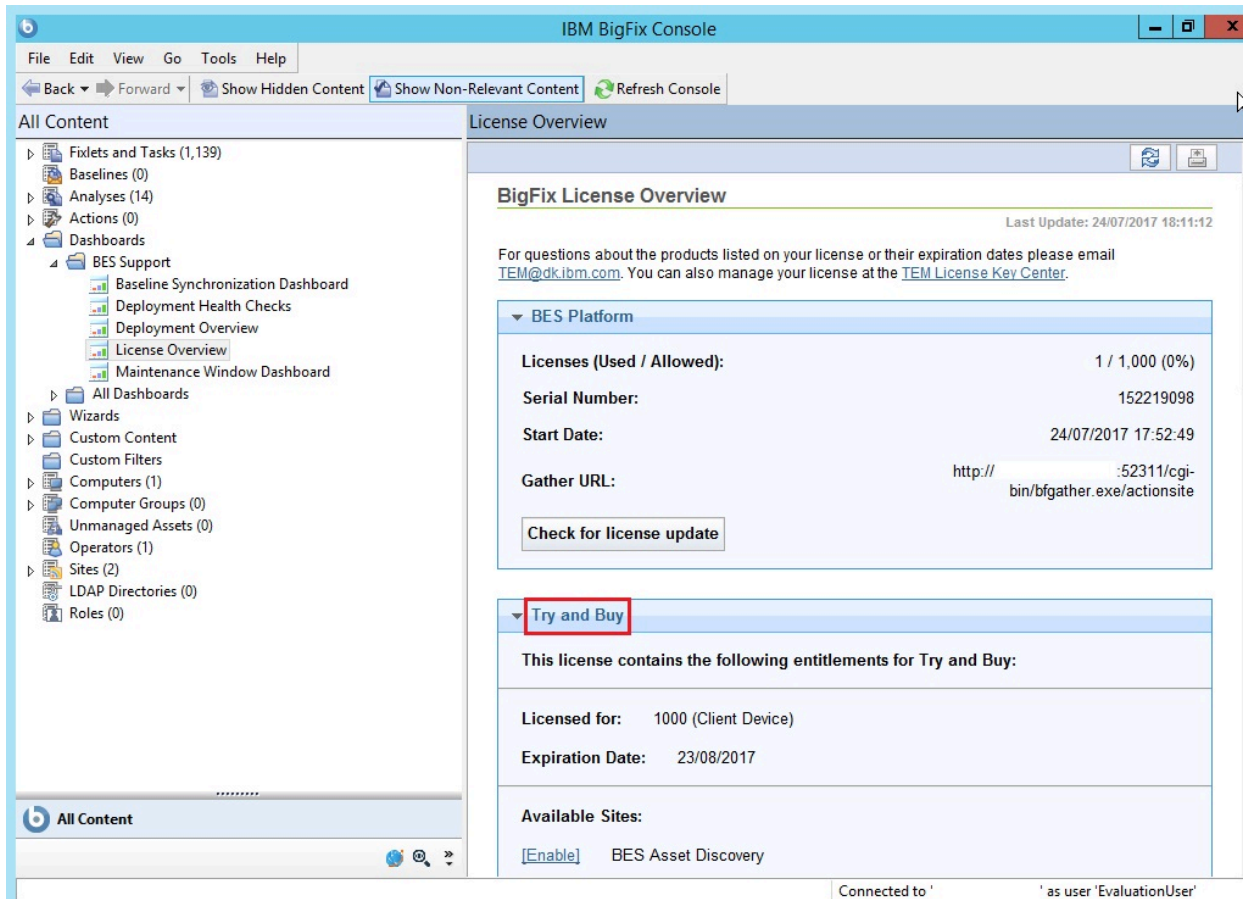 IBM BigFix Console
File Edit View Go Tools Help
Back Forward Show Hidden Content Show Non-Relevant Content Refresh Console
All Content
Fixlets and Tasks (1,139)
Baselines (0)
Analyses (14)
Actions (0)
Dashboards
BES Support
Baseline Synchronization Dashboard
Deployment Health Checks
Deployment Overview
License Overview
Maintenance Window Dashboard
All Dashboards
Wizards
Custom Content
Custom Filters
Computers (1)
Computer Groups (0)
Unmanaged Assets (0)
Operators (1)
Sites (2)
LDAP Directories (0)
Roles (0)
All Content
License Overview
BigFix License Overview
Last Update: 24/07/2017 18:11:12
For questions about the products listed on your license or their expiration dates please email
TEM@dk.ibm.com. You can also manage your license at the TEM License Key Center.
BES Platform
Licenses (Used / Allowed): 1 / 1,000 (0%)
Serial Number: 152219098
Start Date: 24/07/2017 17:52:49
Gather URL: http:// :52311/cgi-
bin/bfgather.exe/actionsite
Check for license update
Try and Buy
This license contains the following entitlements for Try and Buy:
Licensed for: 1000 (Client Device)
Expiration Date: 23/08/2017
Available Sites:
[Enable] BES Asset Discovery
Connected to ' ' as user 'EvaluationUser'